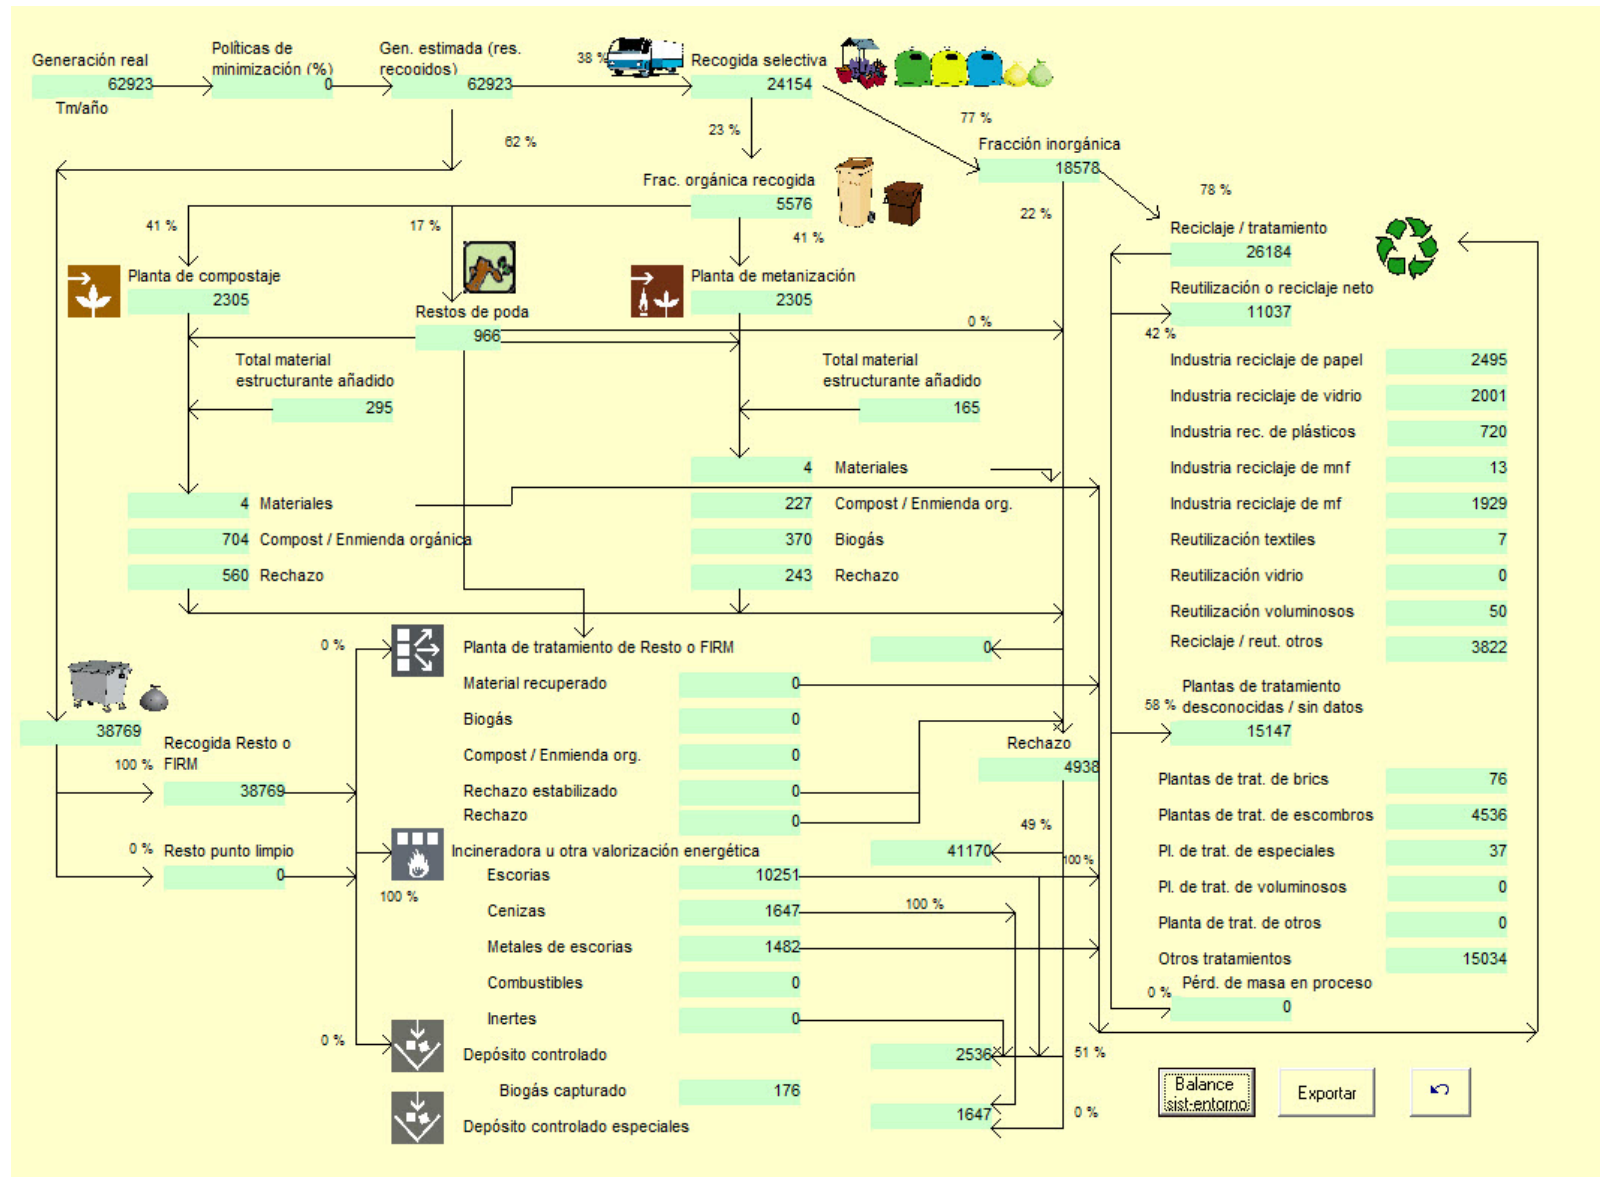 Generación real
62923
Tm/año
Políticas de
minimización (%)
0
Gen. estimada (res.
recogidos)
62923
38 %
Recogida selectiva
24154
62 %
23 %
77 %
Fracción inorgánica
18578
Frac. orgánica recogida
5576
41 %
17 %
41 %
22 %
78 %
Planta de compostaje
2305
Restos de poda
966
Planta de metanización
2305
0 %
Total material
estructurante añadido
295
Total material
estructurante añadido
165
4 Materiales
704 Compost / Enmienda orgánica
560 Rechazo
4 Materiales
227 Compost / Enmienda org.
370 Biogás
243 Rechazo
Reciclaje / tratamiento
26184
Reutilización o reciclaje neto
11037
42 %
Industria reciclaje de papel 2495
Industria reciclaje de vidrio 2001
Industria rec. de plásticos 720
Industria reciclaje de mnf 13
Industria reciclaje de mf 1929
Reutilización textiles 7
Reutilización vidrio 0
Reutilización voluminosos 50
Reciclaje / reut. otros 3822
Plantas de tratamiento
58 % desconocidas / sin datos
15147
Plantas de trat. de brics 76
Plantas de trat. de escombros 4536
Pl. de trat. de especiales 37
Pl. de trat. de voluminosos 0
Planta de trat. de otros 0
Otros tratamientos 15034
Pérd. de masa en proceso
0 %
0
38769
Recogida Resto o
100 % FIRM
38769
0 % Resto punto limpio
0
0 %
Planta de tratamiento de Resto o FIRM 0
Material recuperado 0
Biogás 0
Compost / Enmienda org. 0
Rechazo estabilizado 0
Rechazo 0
Rechazo
4938
49 %
Incineradora u otra valorización energética 41170
100 %
100 %
Escorias 10251
Cenizas 1647
100 %
Metales de escorias 1482
Combustibles 0
Inertes 0
0 %
Depósito controlado 2536
51 %
Biogás capturado 176
Depósito controlado especiales 1647
0 %
Balance
sist-entorno
Exportar